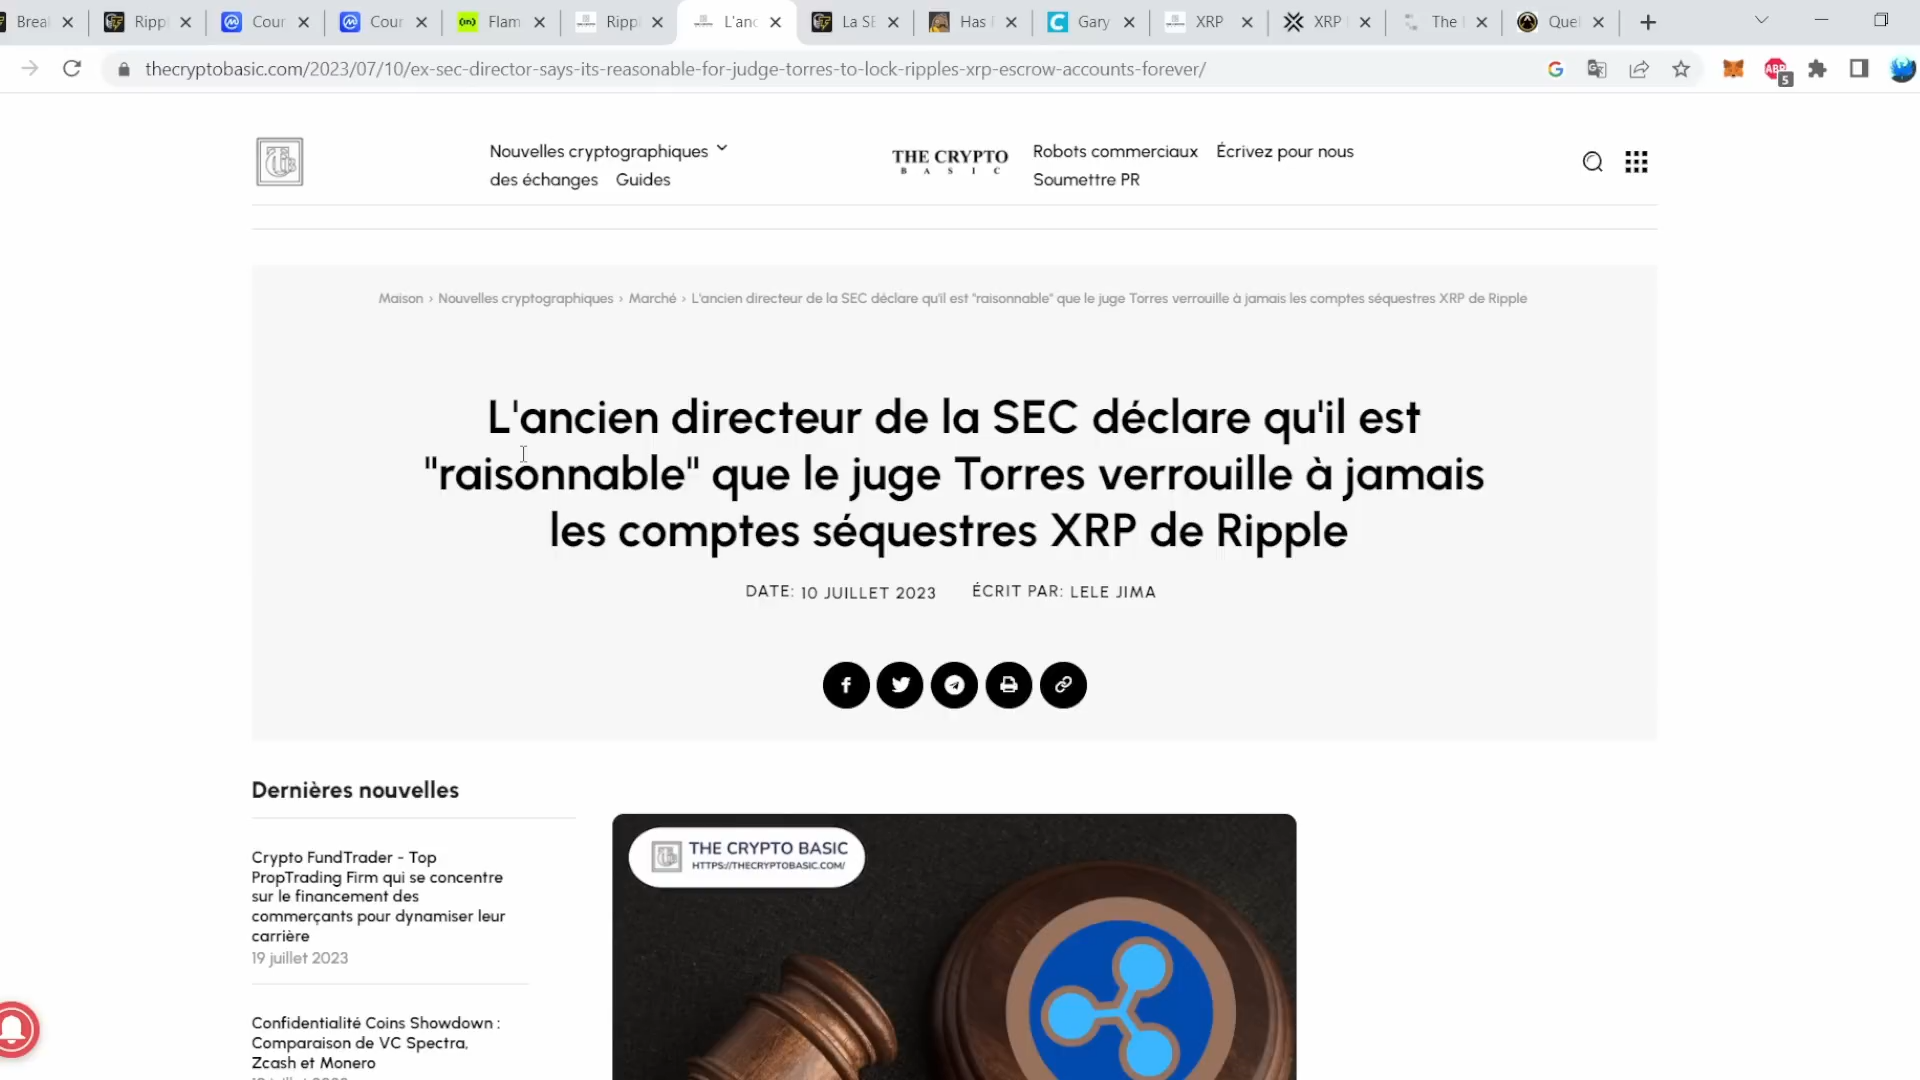 Brea
Ripp
Cour
Cour
Flam
Rippl
L'anc
La SE
Has
Gary
XRP
XRP
The
Quel
thecryptobasic.com/2023/07/10/ex-sec-director-says-its-reasonable-for-judge-torres-to-lock-ripples-xrp-escrow-accounts-forever/
ABP
5
Nouvelles cryptographiques
des échanges Guides
THE CRYPTO
BASIC
Robots commerciaux Écrivez pour nous
Soumettre PR
Maison › Nouvelles cryptographiques › Marché › L'ancien directeur de la SEC déclare qu'il est "raisonnable" que le juge Torres verrouille à jamais les comptes séquestres XRP de Ripple
L'ancien directeur de la SEC déclare qu'il est
"raisonnable" que le juge Torres verrouille à jamais
les comptes séquestres XRP de Ripple
DATE: 10 JUILLET 2023 ÉCRIT PAR: LELE JIMA
Dernières nouvelles
Crypto FundTrader - Top
PropTrading Firm qui se concentre
sur le financement des
commerçants pour dynamiser leur
carrière
19 juillet 2023
Confidentialité Coins Showdown :
Comparaison de VC Spectra,
Zcash et Monero
THE CRYPTO BASIC
HTTPS://THECRYPTOBASIC.COM/